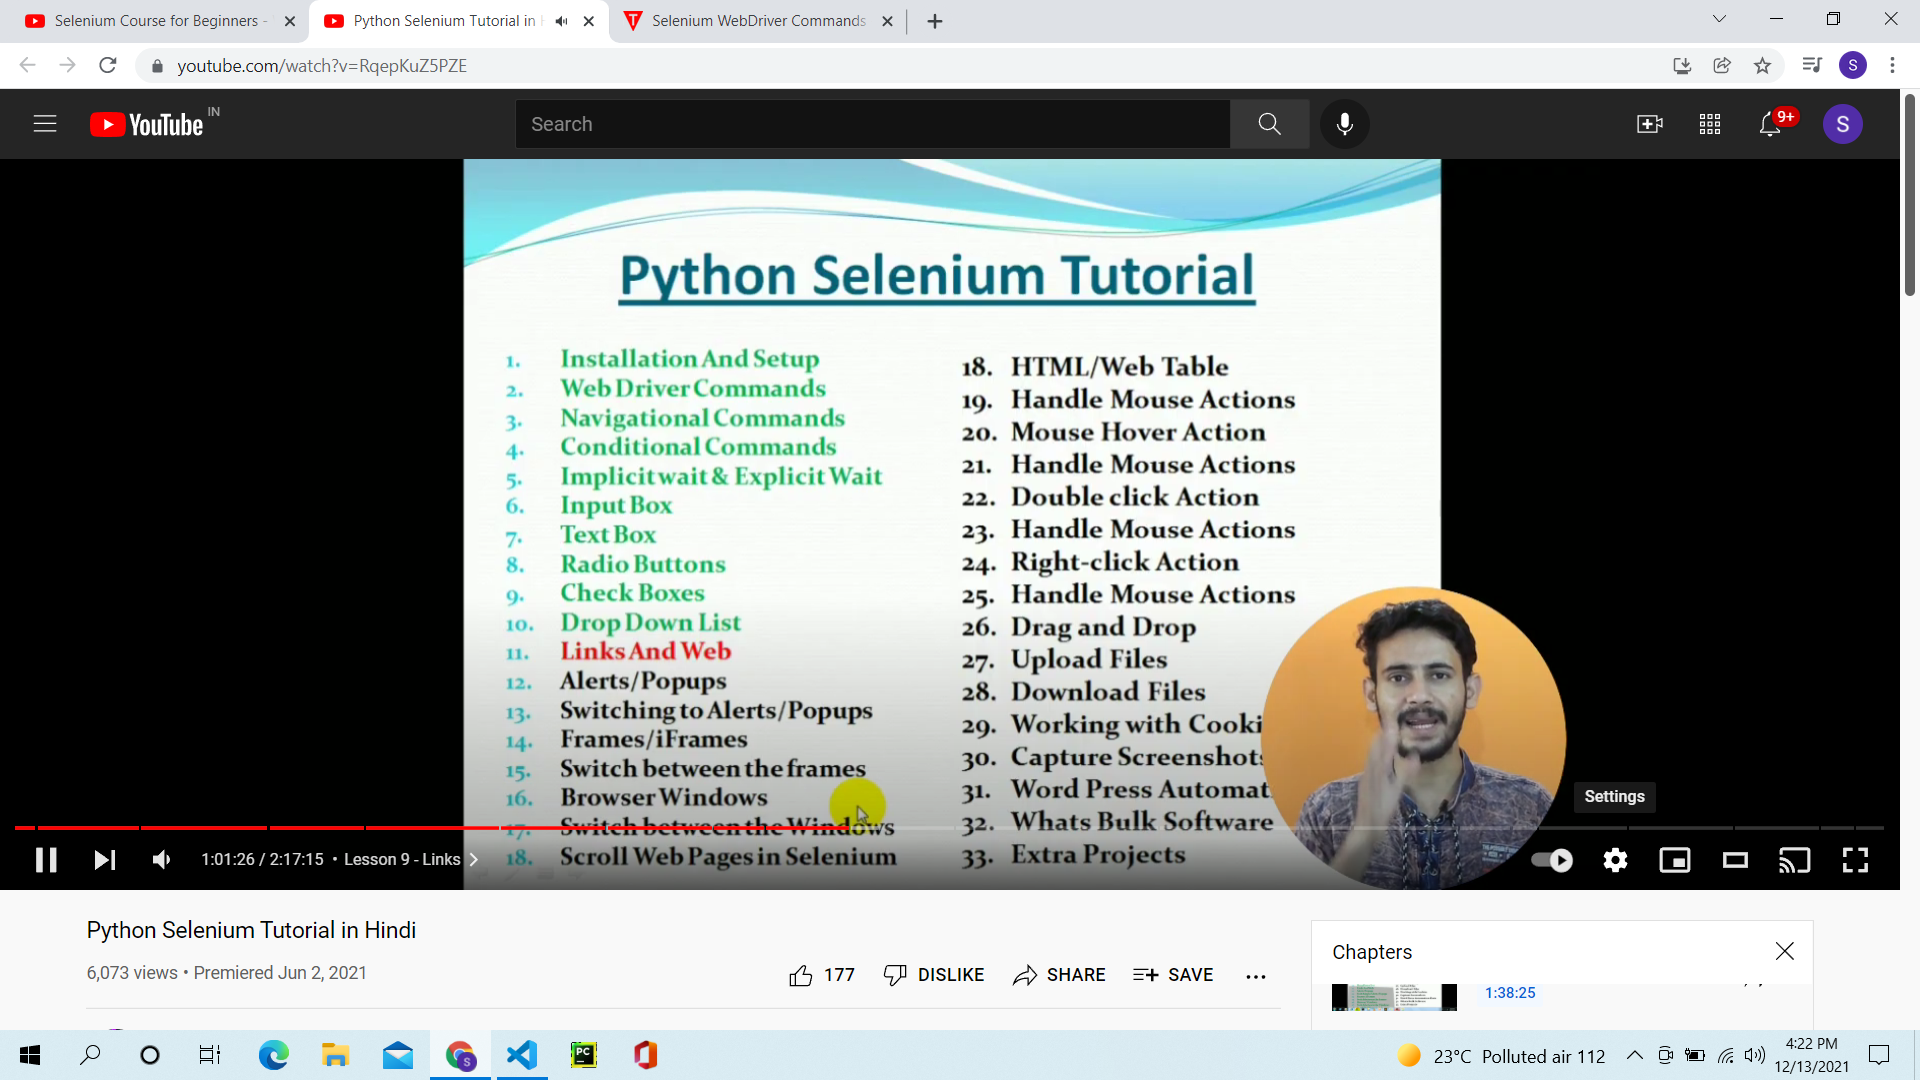 Selenium Course for Beginners -
Python Selenium Tutorial in
Selenium WebDriver Commands
youtube.com/watch?v=RqepKuZ5PZE
S
YouTube IN
Search
9+
S
Python Selenium Tutorial
1. Installation And Setup
2. Web Driver Commands
3. Navigational Commands
4. Conditional Commands
5. Implicit wait & Explicit Wait
6. Input Box
7. Text Box
8. Radio Buttons
9. Check Boxes
10. Drop Down List
11. Links And Web
12. Alerts/Popups
13. Switching to Alerts/Popups
14. Frames/iFrames
15. Switch between the frames
16. Browser Windows
17. Switch between the Windows
18. Scroll Web Pages in Selenium
18. HTML/Web Table
19. Handle Mouse Actions
20. Mouse Hover Action
21. Handle Mouse Actions
22. Double click Action
23. Handle Mouse Actions
24. Right-click Action
25. Handle Mouse Actions
26. Drag and Drop
27. Upload Files
28. Download Files
29. Working with Cooki
30. Capture Screenshots
31. Word Press Automat
32. Whats Bulk Software
33. Extra Projects
Settings
1:01:26 / 2:17:15 • Lesson 9 - Links
Python Selenium Tutorial in Hindi
6,073 views • Premiered Jun 2, 2021
177 DISLIKE SHARE SAVE
Chapters
1:38:25
PC
S
23°C Polluted air 112
4:22 PM
12/13/2021